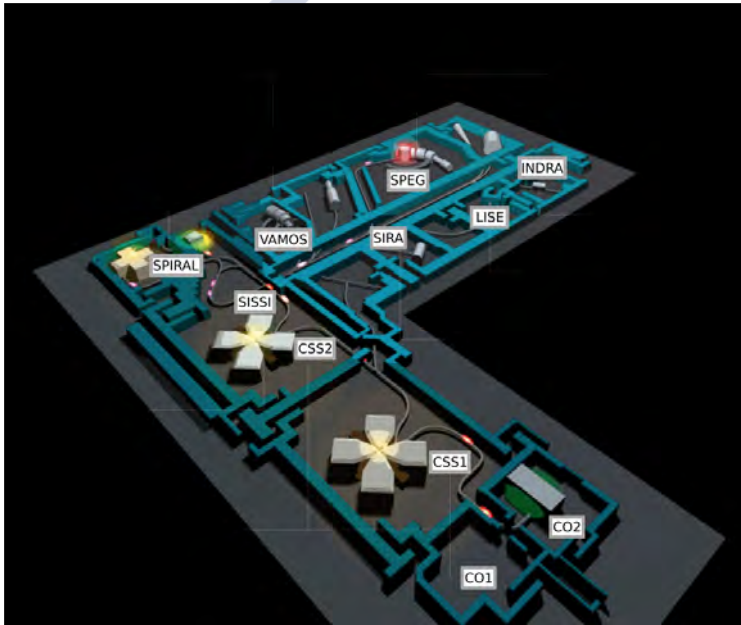 SPEG
INDRA
LISE
VAMOS
SIRA
SPIRAL
SISSI
CSS2
CSS1
CO2
CO1